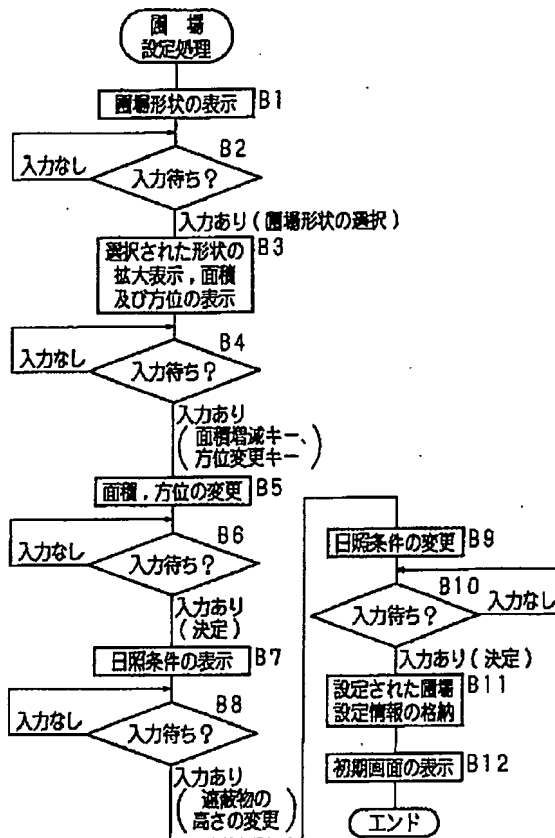 圃場
設定処理
圃場形状の表示 B1
B2
入力なし
入力待ち？
入力あり(圃場形状の選択)
B3
選択された形状の
拡大表示，面積
及び方位の表示
B4
入力なし
入力待ち？
入力あり
(面積増減キー、
方位変更キー)
面積，方位の変更 B5
B6
入力なし
入力待ち？
入力あり
(決定)
日照条件の表示 B7
B8
入力なし
入力待ち？
入力あり
(遮蔽物の
高さの変更)
日照条件の変更 B9
B10
入力待ち？
入力なし
入力あり(決定)
設定された圃場 B11
設定情報の格納
初期画面の表示 B12
エンド